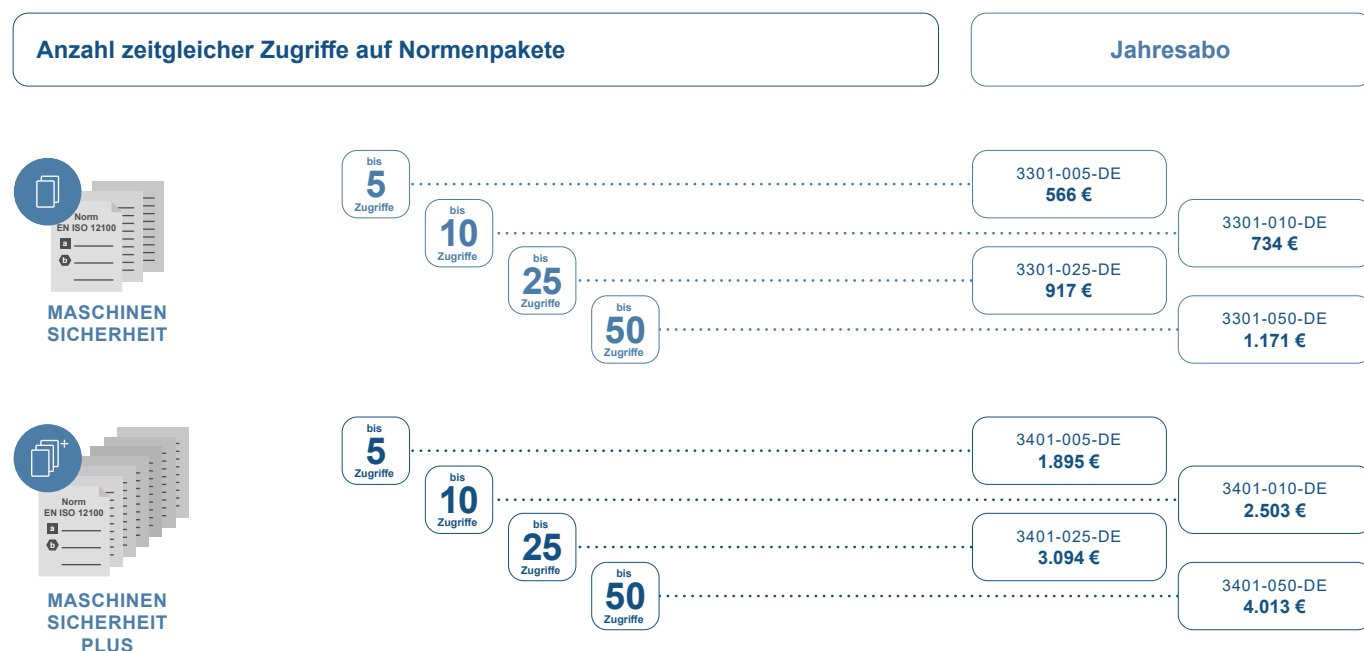 Anzahl zeitgleicher Zugriffe auf Normenpakete
Jahresabo
Norm
EN ISO 12100
a
b
MASCHINEN
SICHERHEIT
bis
5
Zugriffe
3301-005-DE
566 €
bis
10
Zugriffe
3301-010-DE
734 €
bis
25
Zugriffe
3301-025-DE
917 €
bis
50
Zugriffe
3301-050-DE
1.171 €
Norm
EN ISO 12100
a
b
MASCHINEN
SICHERHEIT
PLUS
bis
5
Zugriffe
3401-005-DE
1.895 €
bis
10
Zugriffe
3401-010-DE
2.503 €
bis
25
Zugriffe
3401-025-DE
3.094 €
bis
50
Zugriffe
3401-050-DE
4.013 €